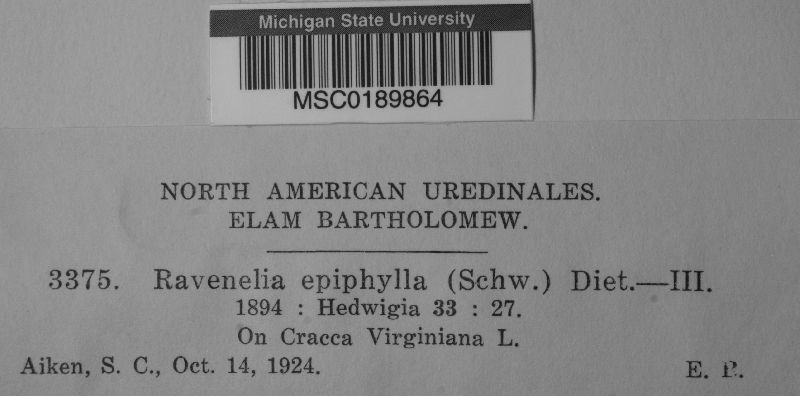 Michigan State University
MSC0189864
NORTH AMERICAN UREDINALES.
ELAM BARTHOLOMEW.
3375. Ravenelia epiphylla (Schw.) Diet.—III.
1894 : Hedwigia 33 : 27.
On Cracca Virginiana L.
Aiken, S. C., Oct. 14, 1924. E. B.